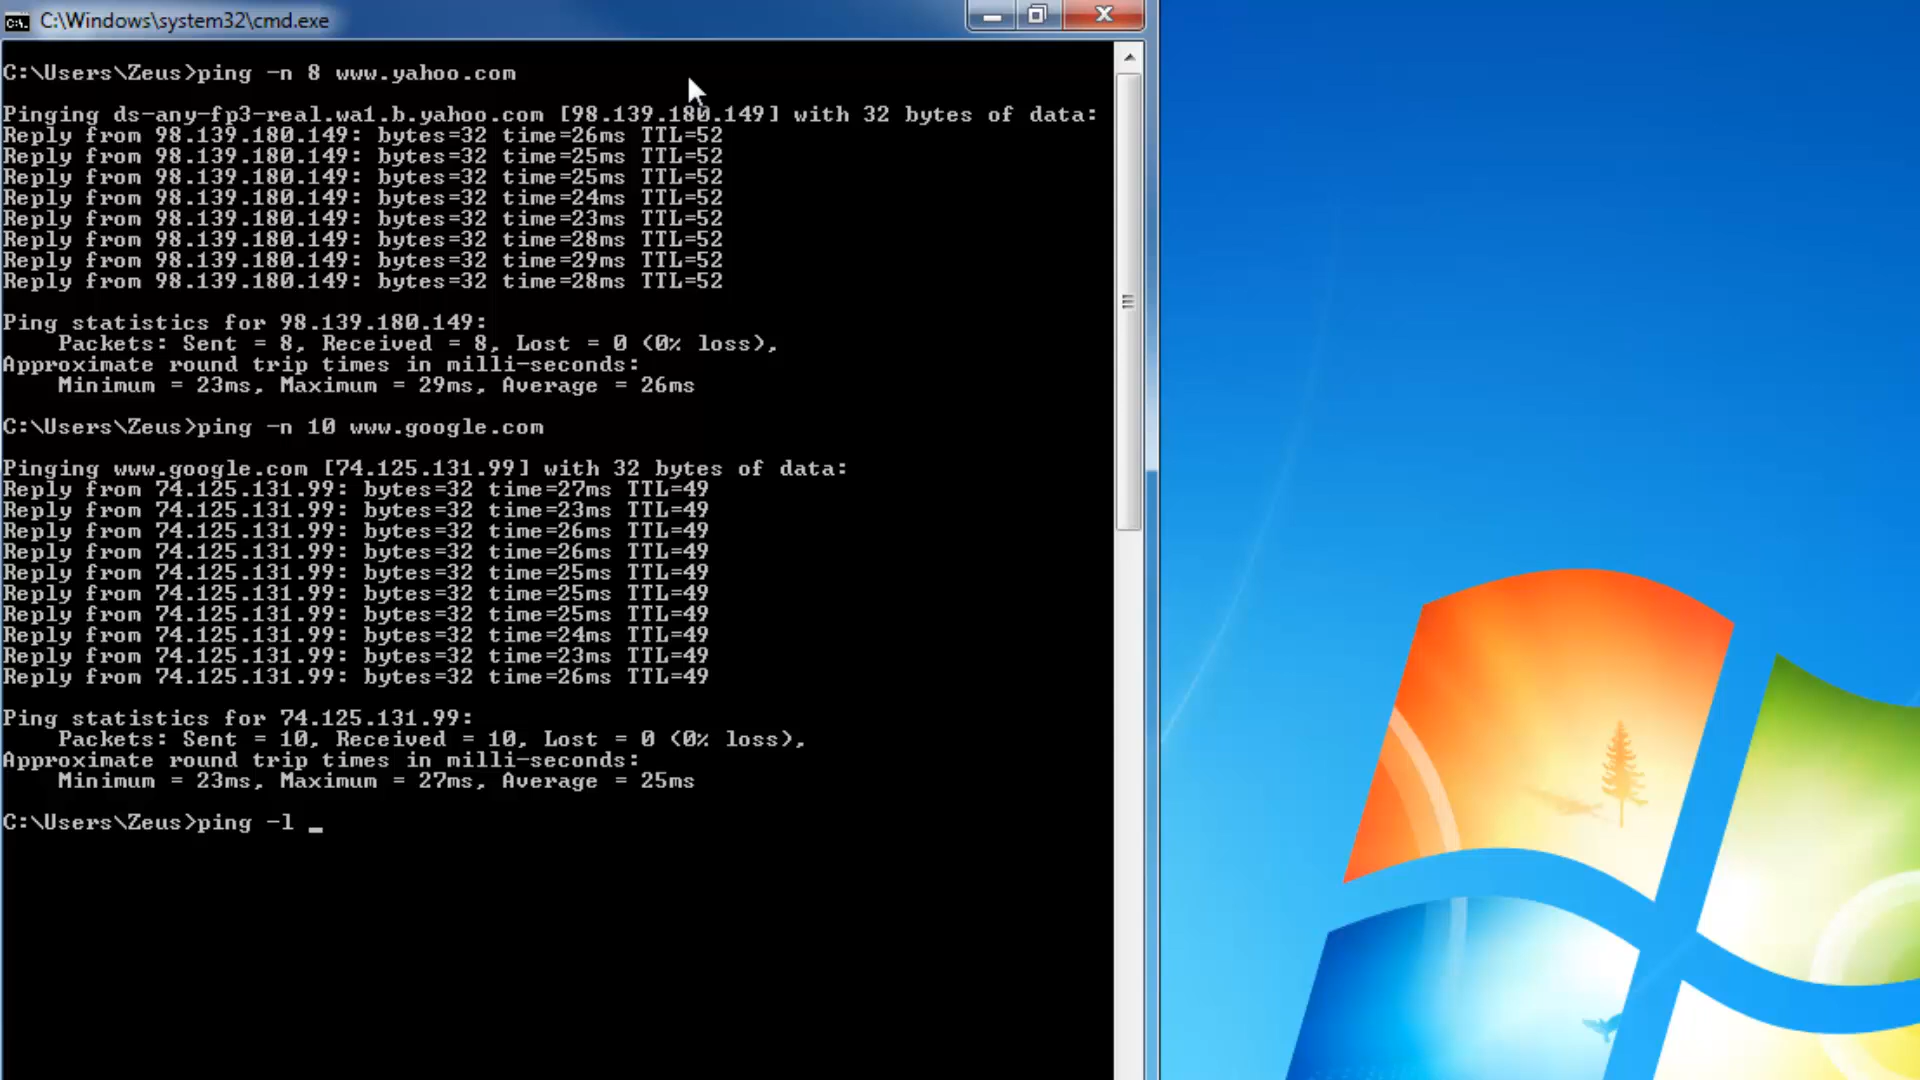 C:\Windows\system32\cmd.exe
C:\Users\Zeus>ping -n 8 www.yahoo.com
Pinging ds-any-fp3-real.wa1.b.yahoo.com [98.139.180.149] with 32 bytes of data:
Reply from 98.139.180.149: bytes=32 time=26ms TTL=52
Reply from 98.139.180.149: bytes=32 time=25ms TTL=52
Reply from 98.139.180.149: bytes=32 time=25ms TTL=52
Reply from 98.139.180.149: bytes=32 time=24ms TTL=52
Reply from 98.139.180.149: bytes=32 time=23ms TTL=52
Reply from 98.139.180.149: bytes=32 time=28ms TTL=52
Reply from 98.139.180.149: bytes=32 time=29ms TTL=52
Reply from 98.139.180.149: bytes=32 time=28ms TTL=52
Ping statistics for 98.139.180.149:
Packets: Sent = 8, Received = 8, Lost = 0 (0% loss),
Approximate round trip times in milli-seconds:
Minimum = 23ms, Maximum = 29ms, Average = 26ms
C:\Users\Zeus>ping -n 10 www.google.com
Pinging www.google.com [74.125.131.99] with 32 bytes of data:
Reply from 74.125.131.99: bytes=32 time=27ms TTL=49
Reply from 74.125.131.99: bytes=32 time=23ms TTL=49
Reply from 74.125.131.99: bytes=32 time=26ms TTL=49
Reply from 74.125.131.99: bytes=32 time=26ms TTL=49
Reply from 74.125.131.99: bytes=32 time=25ms TTL=49
Reply from 74.125.131.99: bytes=32 time=25ms TTL=49
Reply from 74.125.131.99: bytes=32 time=25ms TTL=49
Reply from 74.125.131.99: bytes=32 time=24ms TTL=49
Reply from 74.125.131.99: bytes=32 time=23ms TTL=49
Reply from 74.125.131.99: bytes=32 time=26ms TTL=49
Ping statistics for 74.125.131.99:
Packets: Sent = 10, Received = 10, Lost = 0 (0% loss),
Approximate round trip times in milli-seconds:
Minimum = 23ms, Maximum = 27ms, Average = 25ms
C:\Users\Zeus>ping -l _